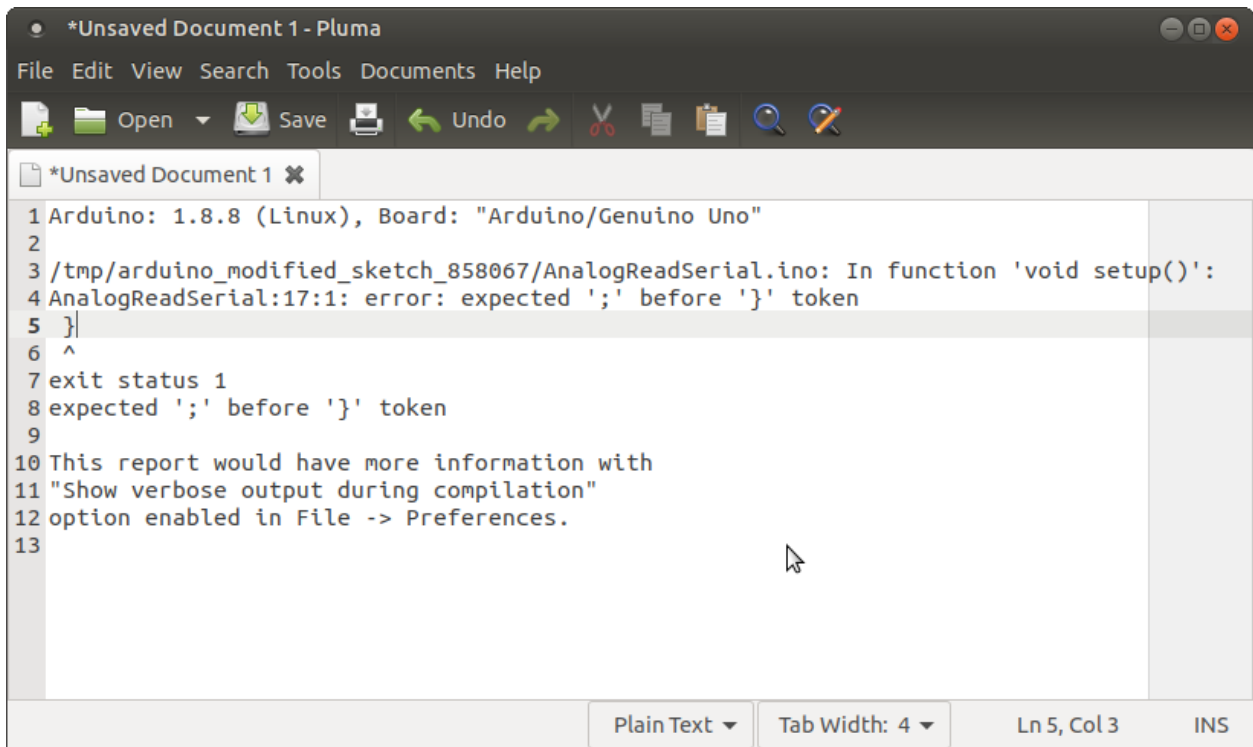 *Unsaved Document 1 - Pluma
File Edit View Search Tools Documents Help
Open Save Undo
*Unsaved Document 1
1 Arduino: 1.8.8 (Linux), Board: "Arduino/Genuino Uno"
2
3 /tmp/arduino_modified_sketch_858067/AnalogReadSerial.ino: In function 'void setup()':
4 AnalogReadSerial:17:1: error: expected ';' before '}' token
5  }
6  ^
7 exit status 1
8 expected ';' before '}' token
9
10 This report would have more information with
11 "Show verbose output during compilation"
12 option enabled in File -> Preferences.
13
Plain Text Tab Width: 4 Ln 5, Col 3 INS